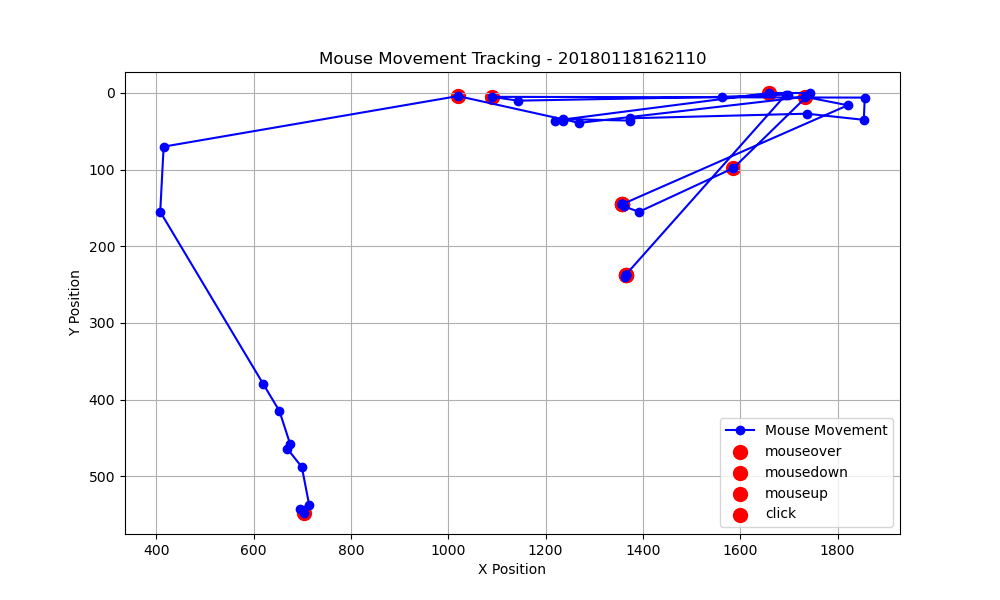 Mouse Movement Tracking - 20180118162110
0
100
200
300
400
500
Y Position
400 600 800 1000 1200 1400 1600 1800
X Position
Mouse Movement
mouseover
mousedown
mouseup
click